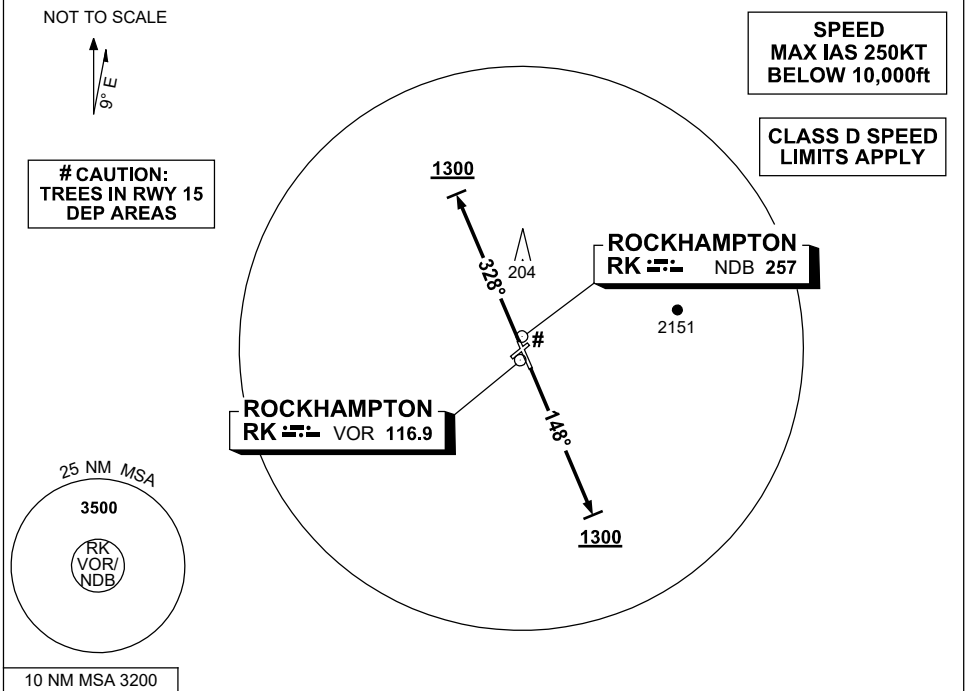 NOT TO SCALE
9° E
SPEED
MAX IAS 250KT
BELOW 10,000ft
CLASS D SPEED
LIMITS APPLY
# CAUTION:
TREES IN RWY 15
DEP AREAS
1300
328°
204
ROCKHAMPTON
RK NDB 257
2151
#
ROCKHAMPTON
RK VOR 116.9
148°
1300
25 NM MSA
3500
RK
VOR/
NDB
10 NM MSA 3200